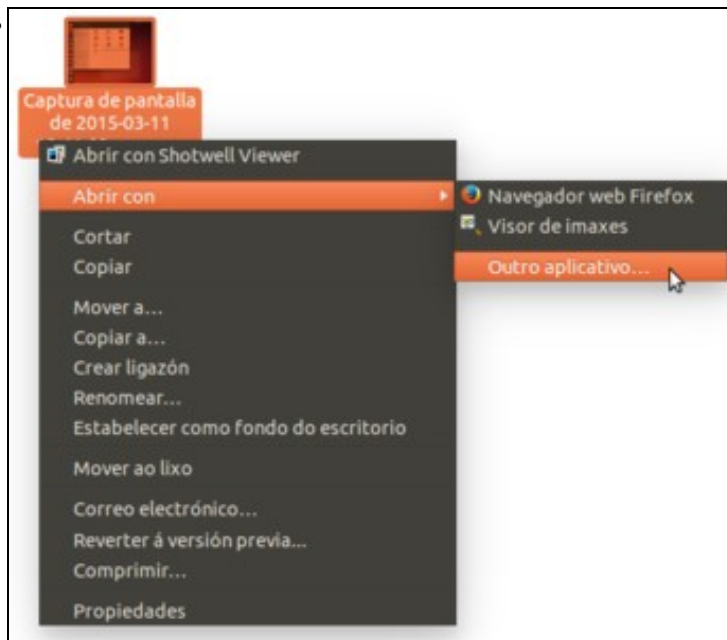 Captura de pantalla
de 2015-03-11
Abrir con Shotwell Viewer
Abrir con
Navegador web Firefox
Visor de imaxes
Outro aplicativo...
Cortar
Copiar
Mover a...
Copiar a...
Crear ligazón
Renomear...
Estabelecer como fondo do escritorio
Mover ao lixo
Correo electrónico...
Reverter á versión previa...
Comprimir...
Propiedades